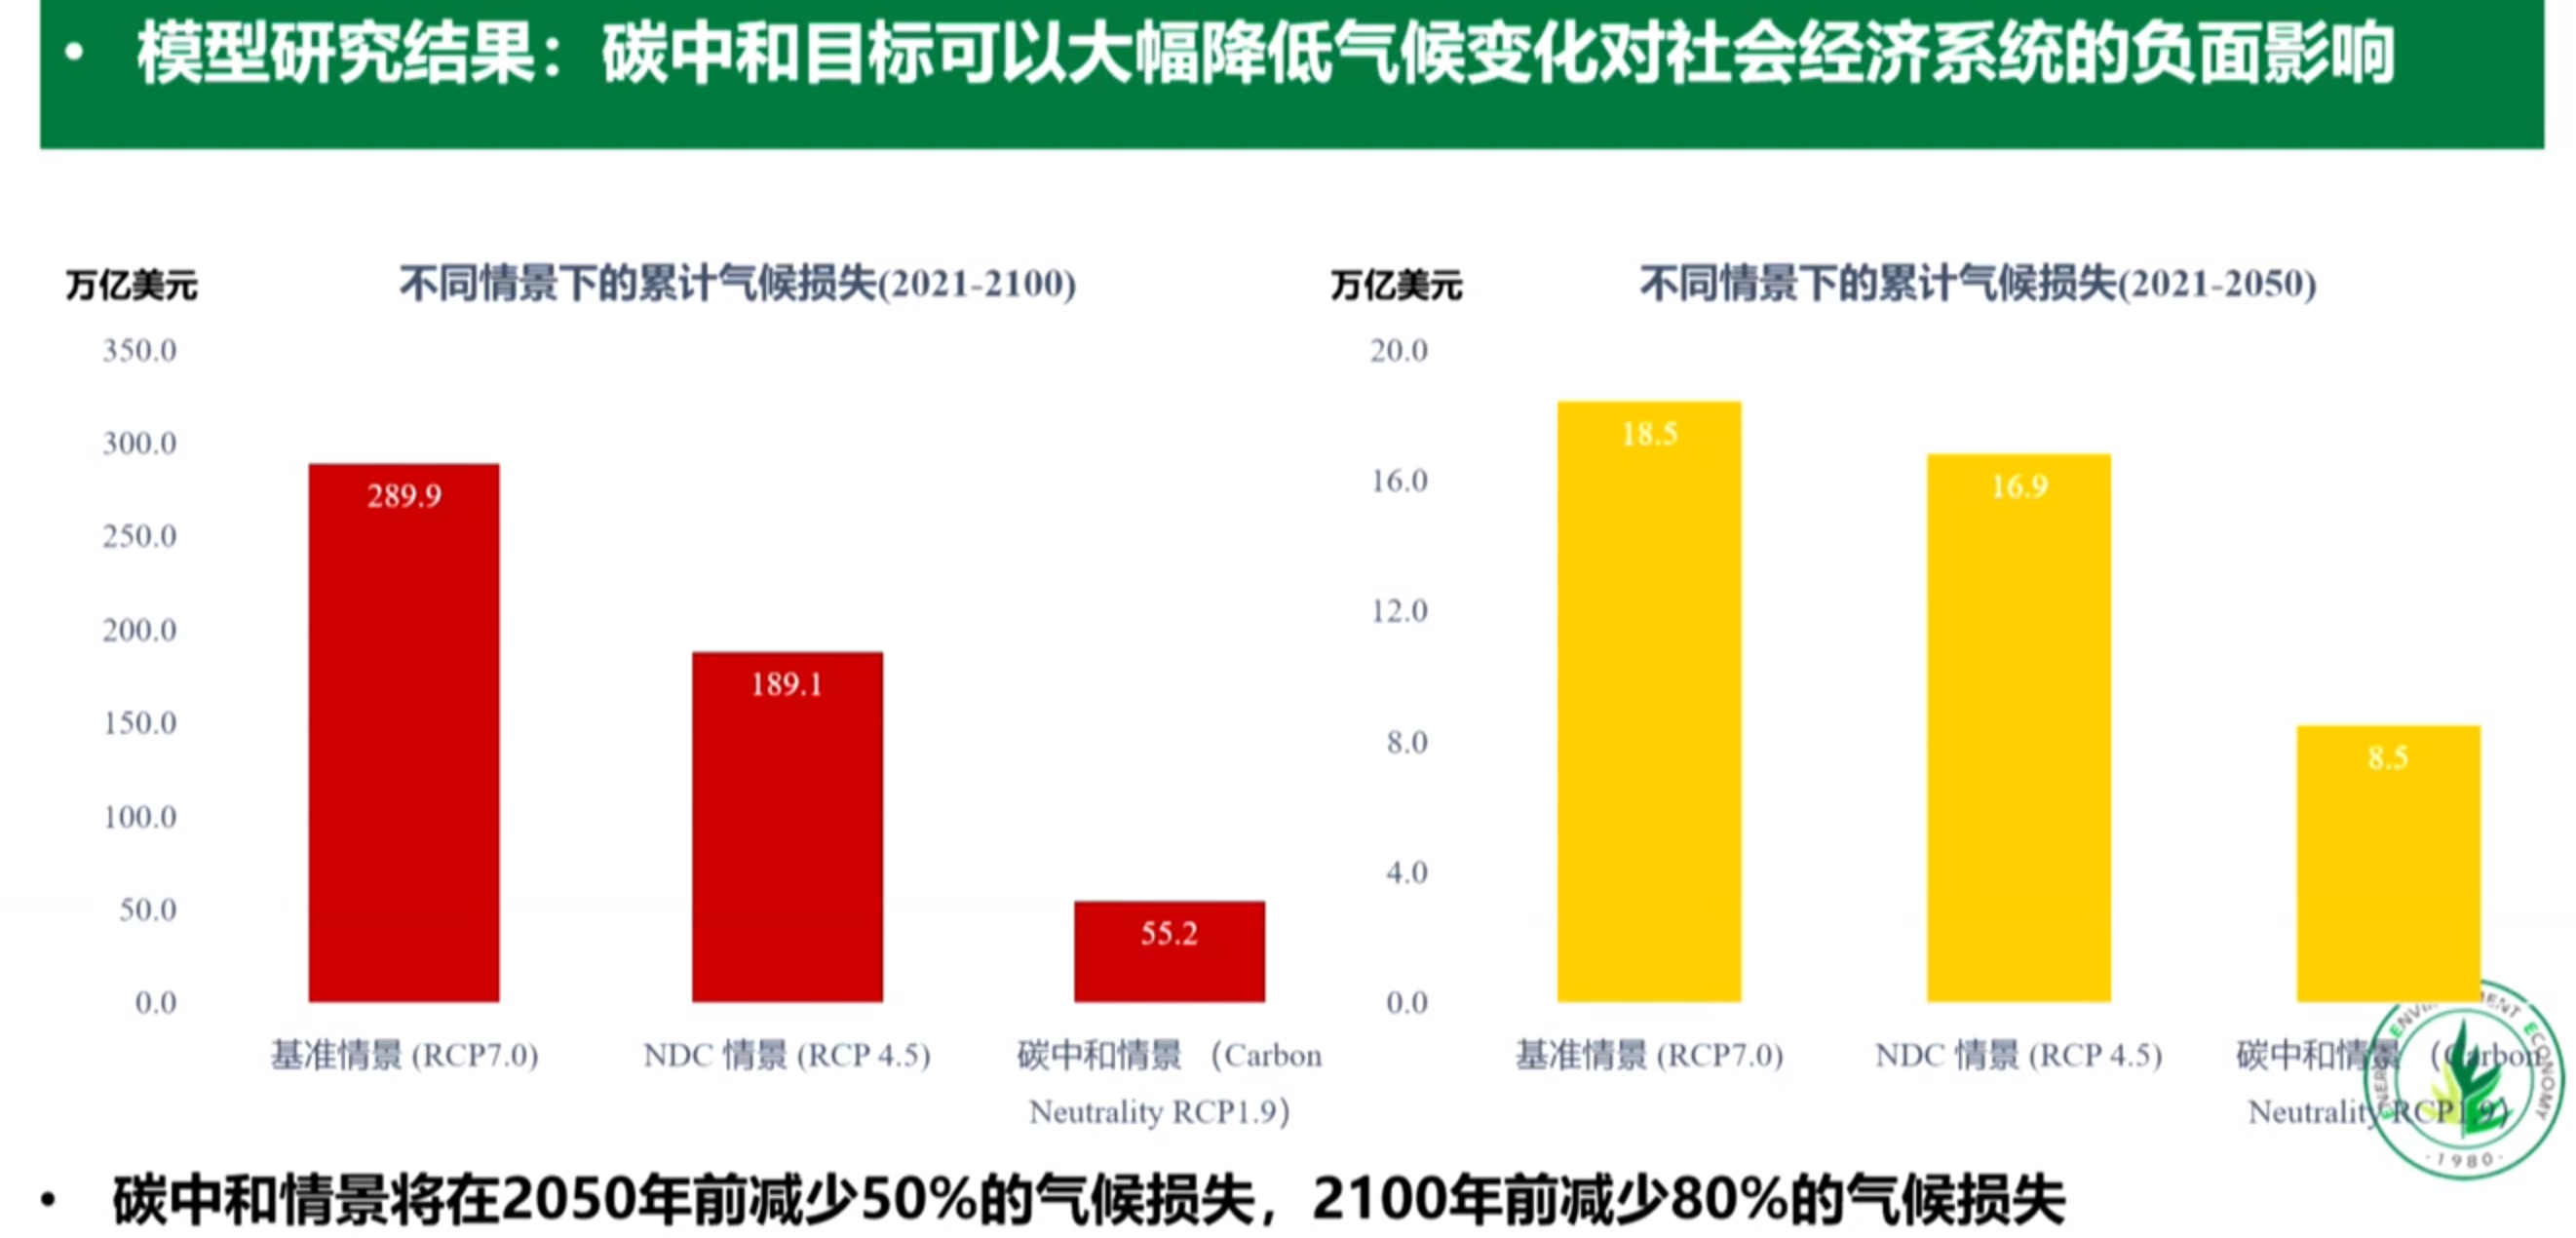 • 模型研究结果：碳中和目标可以大幅降低气候变化对社会经济系统的负面影响
万亿美元
不同情景下的累计气候损失(2021-2100)
350.0
300.0
250.0
200.0
150.0
100.0
50.0
0.0
289.9
189.1
55.2
基准情景 (RCP7.0)
NDC 情景 (RCP 4.5)
碳中和情景 （Carbon
Neutrality RCP1.9）
万亿美元
不同情景下的累计气候损失(2021-2050)
20.0
16.0
12.0
8.0
4.0
0.0
18.5
16.9
8.5
基准情景 (RCP7.0)
NDC 情景 (RCP 4.5)
碳中和情景 （Carbon
Neutrality RCP1.9）
ECONOMY
·1980·
• 碳中和情景将在2050年前减少50%的气候损失，2100年前减少80%的气候损失